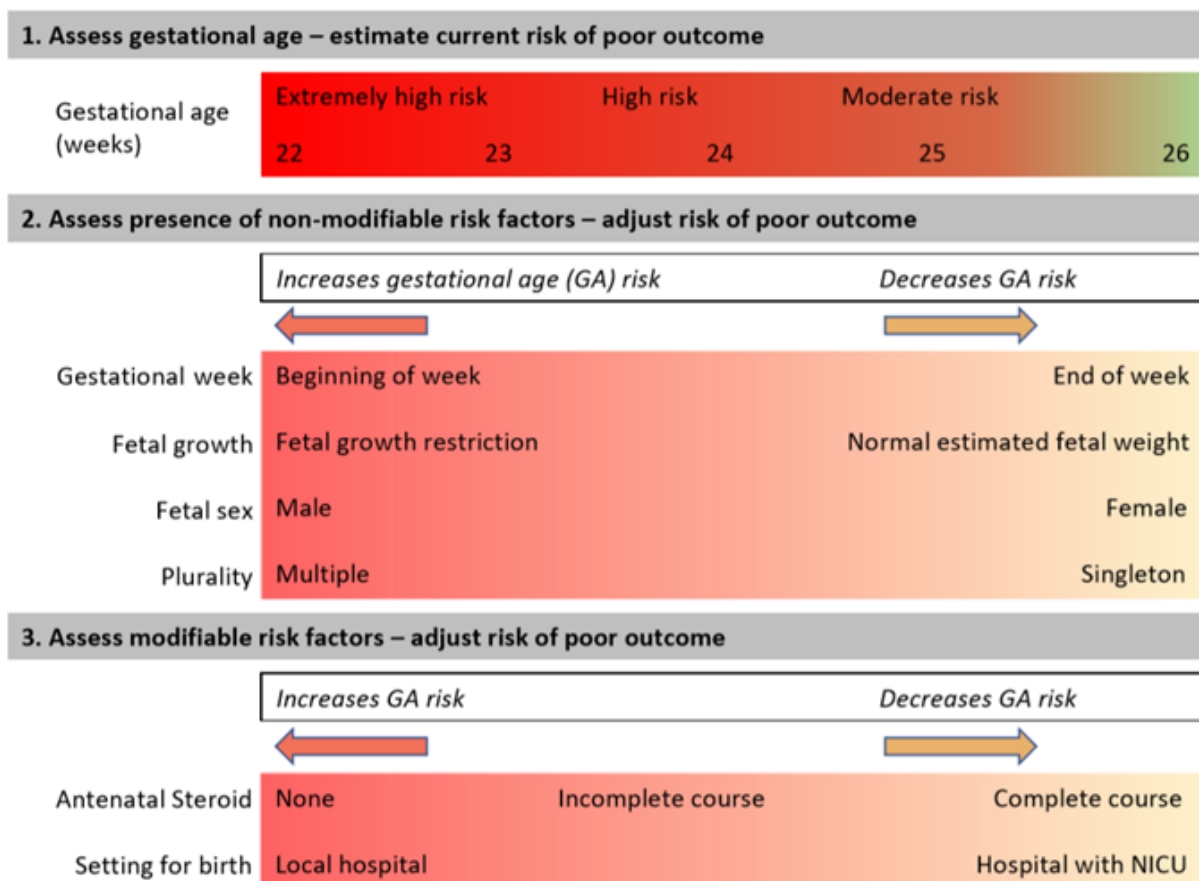 1. Assess gestational age – estimate current risk of poor outcome
Gestational age
(weeks)
Extremely high risk High risk Moderate risk
22 23 24 25 26
2. Assess presence of non-modifiable risk factors – adjust risk of poor outcome
Increases gestational age (GA) risk Decreases GA risk
Gestational week Beginning of week End of week
Fetal growth Fetal growth restriction Normal estimated fetal weight
Fetal sex Male Female
Plurality Multiple Singleton
3. Assess modifiable risk factors – adjust risk of poor outcome
Increases GA risk Decreases GA risk
Antenatal Steroid None Incomplete course Complete course
Setting for birth Local hospital Hospital with NICU